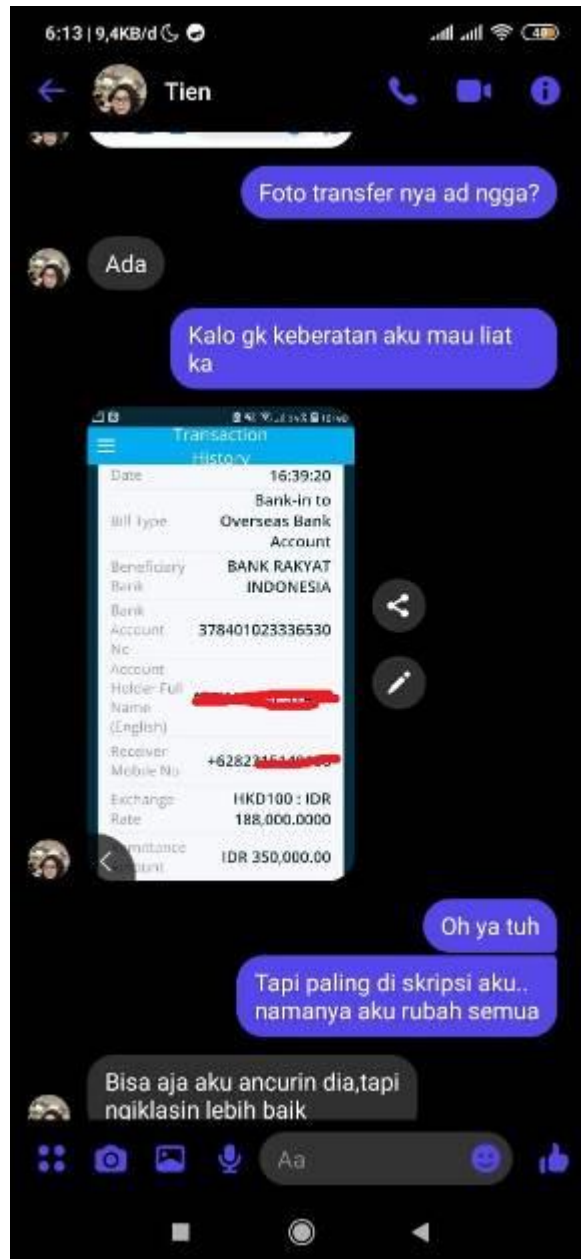 6:13 | 9,4KB/d
Tien
Foto transfer nya ad ngga?
Ada
Kalo gk keberatan aku mau liat
ka
Transaction
History
Date 16:39:20
Bill Type Bank-in to
Overseas Bank
Account
Beneficiary BANK RAKYAT
Bank INDONESIA
Bank
Account 378401023336530
No
Account
Holder Full
Name
(English)
Receiver
Mobile No +6282
Exchange HKD100 : IDR
Rate 188,000.0000
IDR 350,000.00
Oh ya tuh
Tapi paling di skripsi aku..
namanya aku rubah semua
Bisa aja aku ancurin dia,tapi
ngiklasin lebih baik
Aa